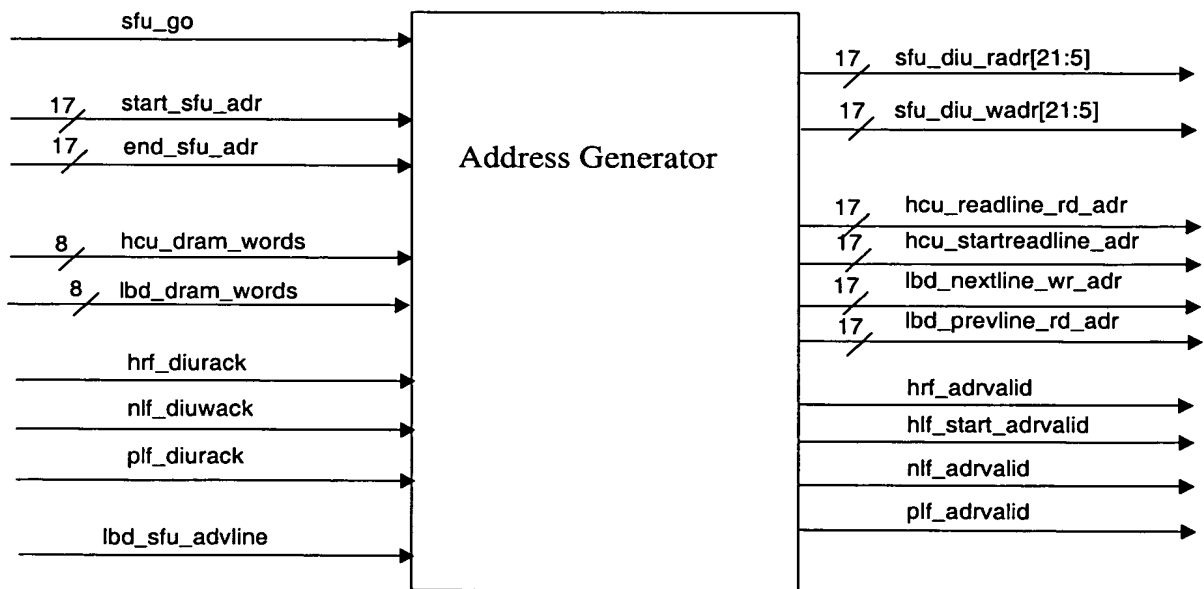 sfu_go
17 start_sfu_adr
17 end_sfu_adr
8 hcu_dram_words
8 lbd_dram_words
hrf_diurack
nlf_diuwack
plf_diurack
lbd_sfu_advline
Address Generator
17 sfu_diu_radr[21:5]
17 sfu_diu_wadr[21:5]
17 hcu_readline_rd_adr
17 hcu_startreadline_adr
17 lbd_nextline_wr_adr
17 lbd_prevline_rd_adr
hrf_adrvalid
hlf_start_adrvalid
nlf_adrvalid
plf_adrvalid